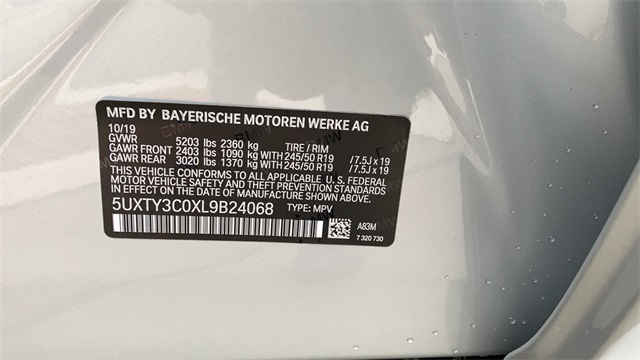 MFD BY BAYERISCHE MOTOREN WERKE AG
10/19
GVWR 5203 lbs 2360 kg TIRE / RIM
GAWR FRONT 2403 lbs 1090 kg WITH 245/50 R19 /7.5J x 19
GAWR REAR 3020 lbs 1370 kg WITH 245/50 R19 /7.5J x 19
THIS VEHICLE CONFORMS TO ALL APPLICABLE U.S. FEDERAL
MOTOR VEHICLE SAFETY AND THEFT PREVENTION STANDARDS
IN EFFECT ON THE DATE OF MANUFACTURE SHOWN ABOVE.
5UXTY3C0XL9B24068 TYPE: MPV
A83M
7 320 730